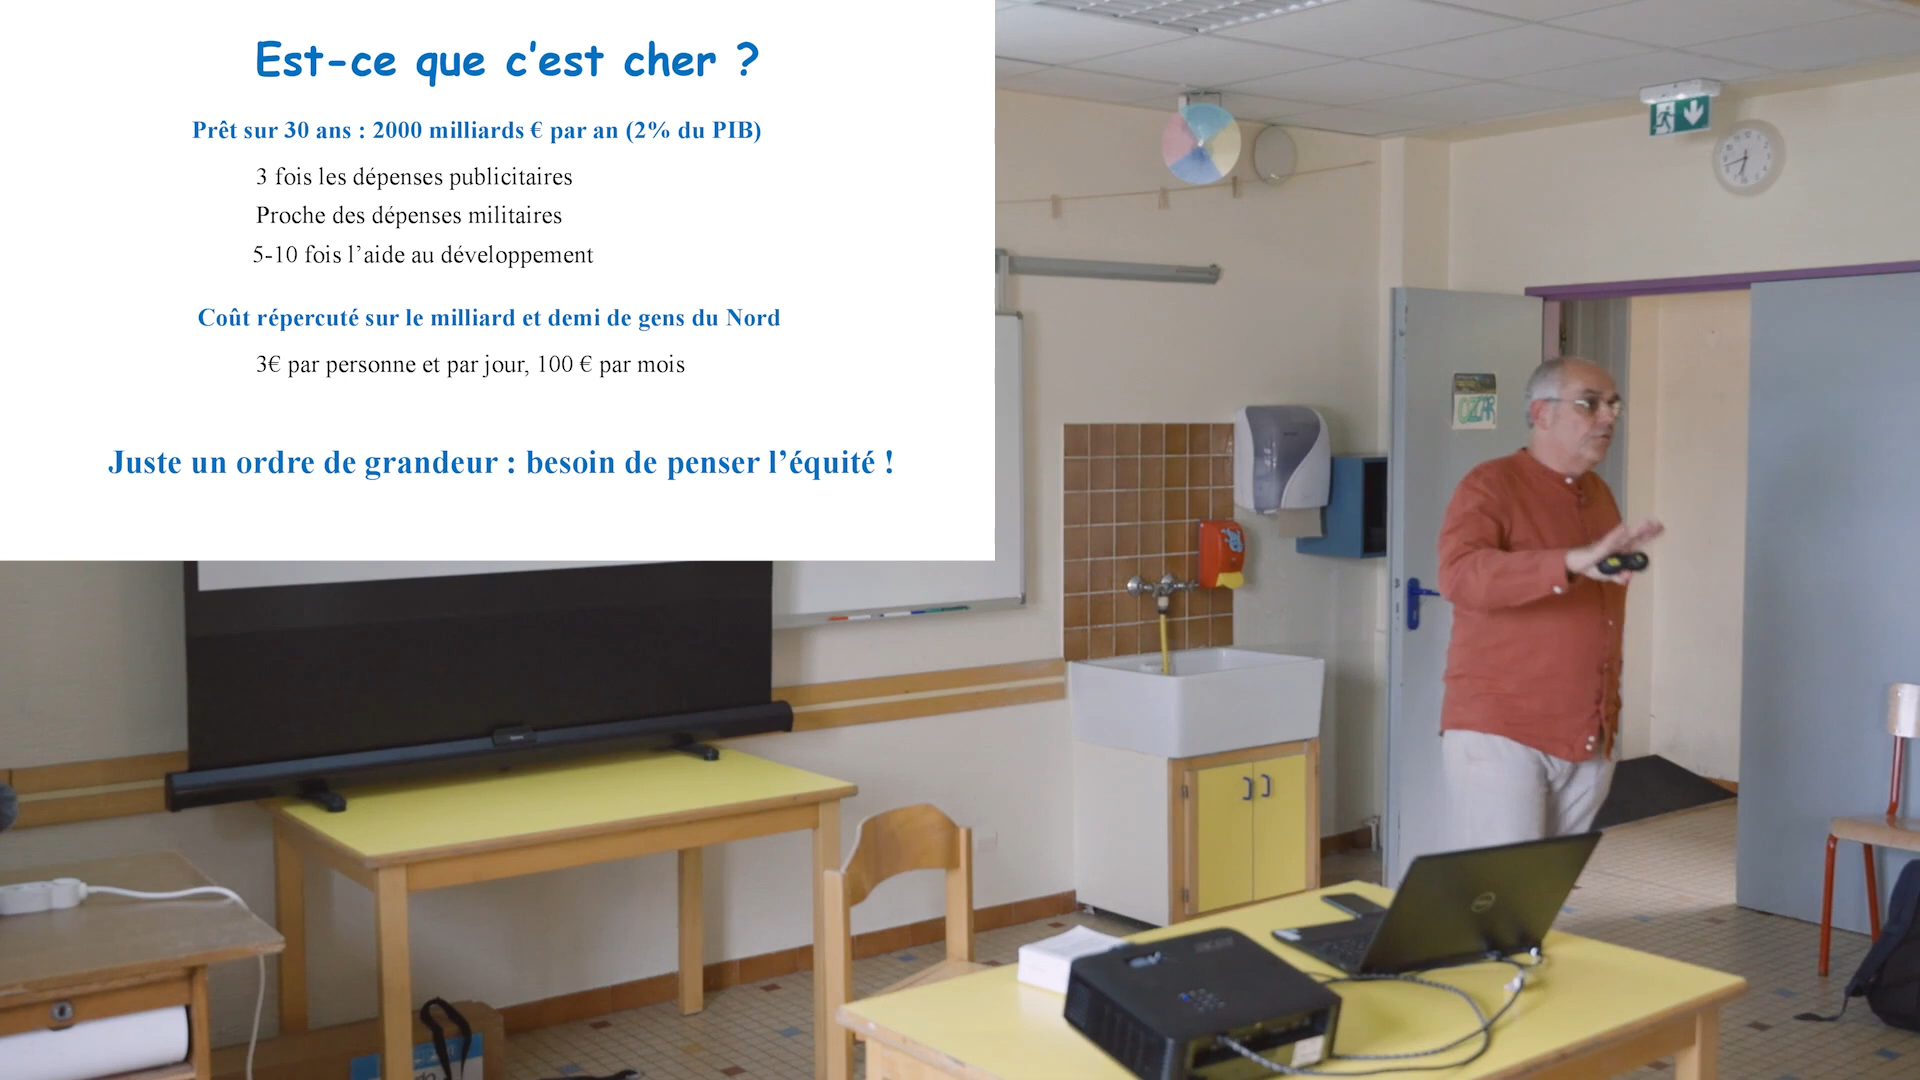 Est-ce que c’est cher ?
Prêt sur 30 ans : 2000 milliards € par an (2% du PIB)
3 fois les dépenses publicitaires
Proche des dépenses militaires
5-10 fois l’aide au développement
Coût répercuté sur le milliard et demi de gens du Nord
3€ par personne et par jour, 100 € par mois
Juste un ordre de grandeur : besoin de penser l’équité !
DELL